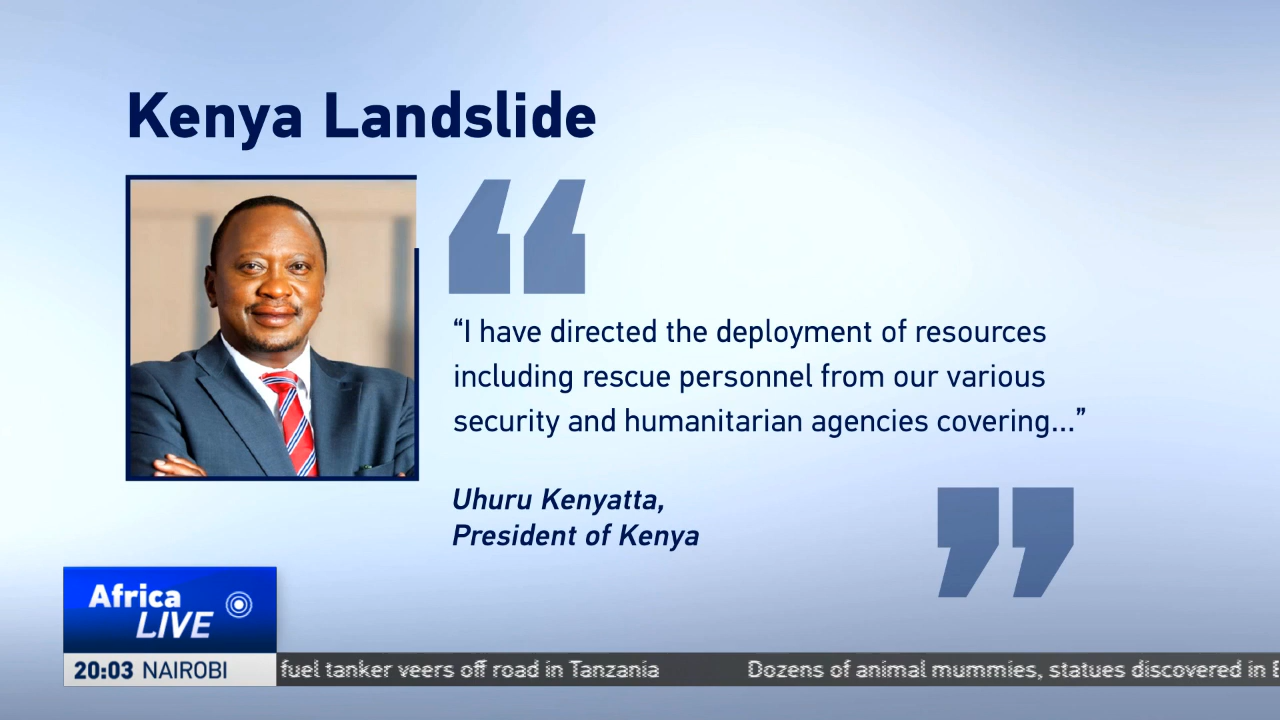 Kenya Landslide
“I have directed the deployment of resources
including rescue personnel from our various
security and humanitarian agencies covering...”
Uhuru Kenyatta,
President of Kenya
Africa
LIVE
20:03 NAIROBI
fuel tanker veers off road in Tanzania
Dozens of animal mummies, statues discovered in